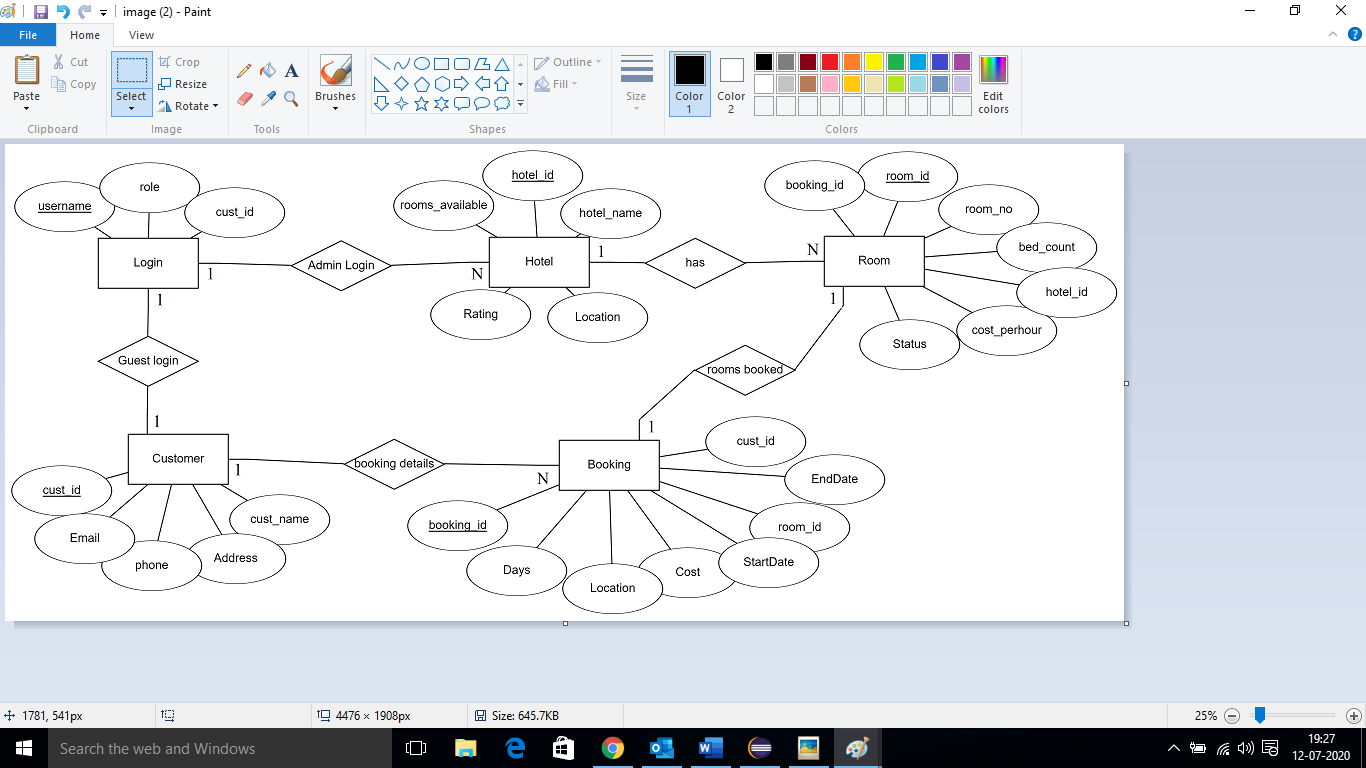 image (2) - Paint
File
Home
View
Paste
Cut
Copy
Clipboard
Select
Crop
Resize
Rotate
Image
A
Tools
Brushes
Outline
Fill
Shapes
Size
Color 1
Color 2
Edit colors
Colors
username
role
cust_id
Login
1
Admin Login
N
rooms_available
hotel_id
hotel_name
Hotel
Rating
Location
1
has
N
booking_id
room_id
room_no
bed_count
hotel_id
cost_perhour
Status
Room
1
1
Guest login
1
rooms booked
1
Customer
1
booking details
N
Booking
cust_id
Email
phone
Address
cust_name
cust_id
EndDate
room_id
StartDate
Cost
Location
Days
booking_id
1781, 541px
4476 × 1908px
Size: 645.7KB
25%
Search the web and Windows
19:27
12-07-2020